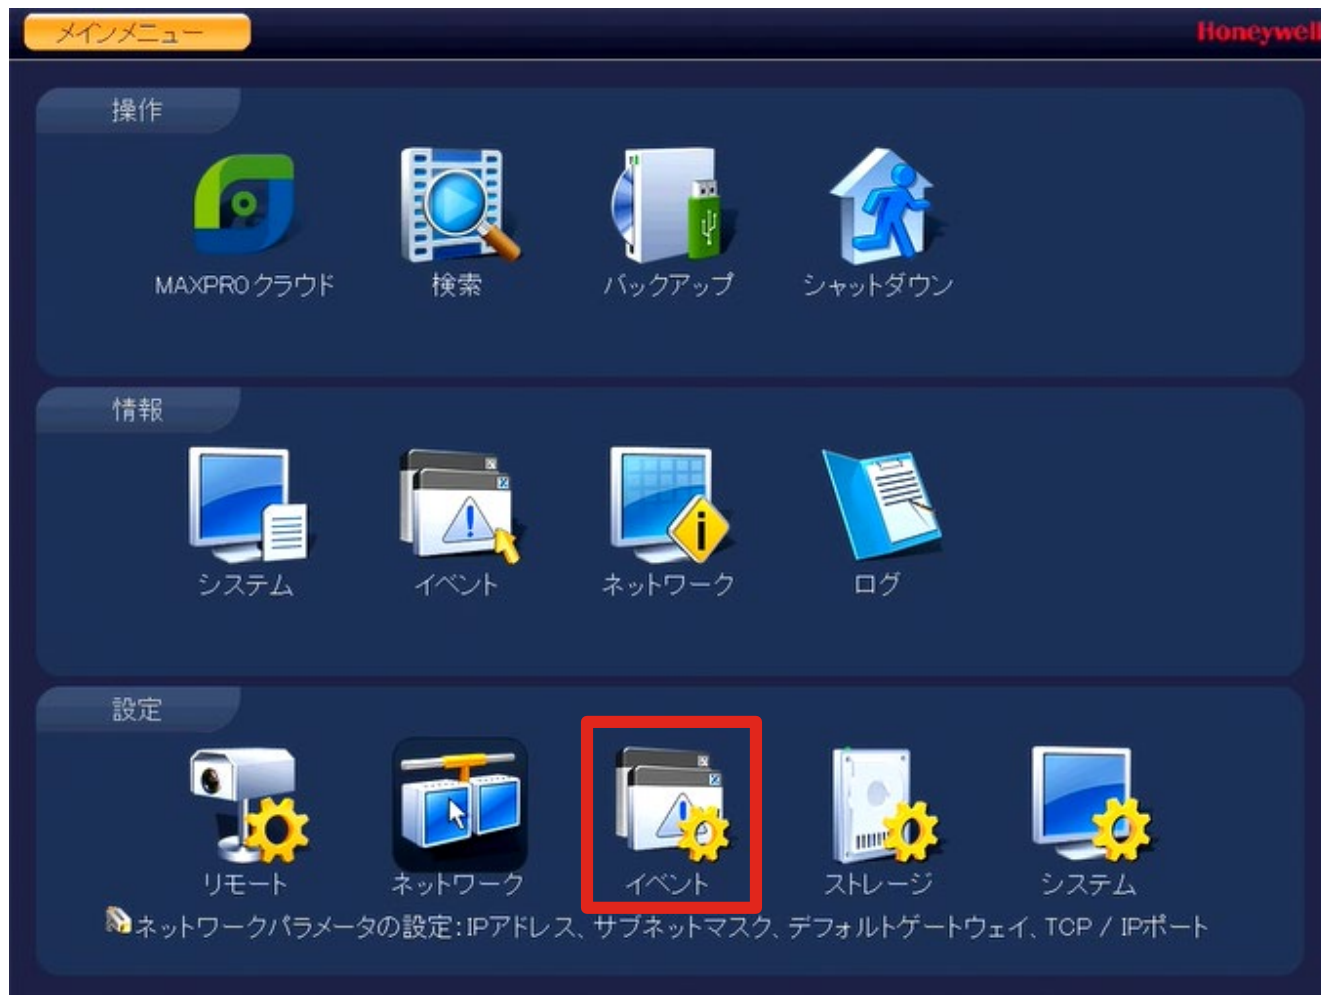 メインメニュー
Honeywell
操作
MAXPROクラウド
検索
バックアップ
シャットダウン
情報
システム
イベント
ネットワーク
ログ
設定
リモート
ネットワーク
イベント
ストレージ
システム
ネットワークパラメータの設定:IPアドレス、サブネットマスク、デフォルトゲートウェイ、TCP / IPポート